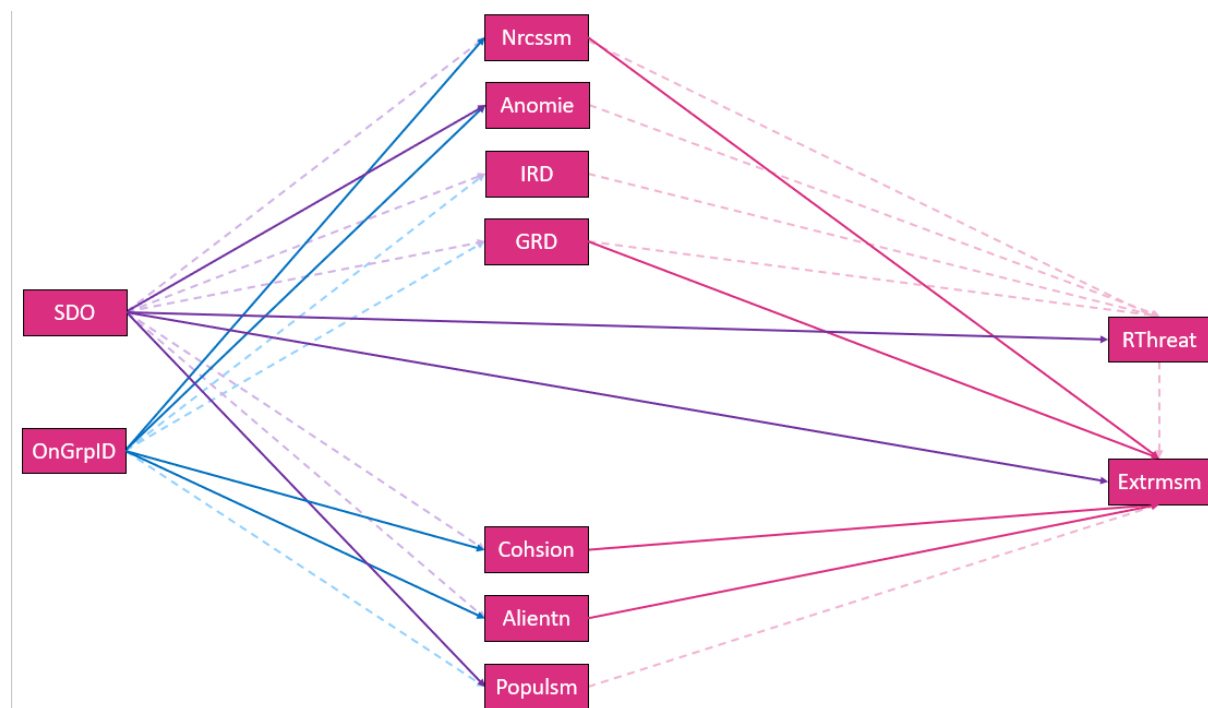 Nrcssm
Anomie
IRD
GRD
SDO
RThreat
OnGrpID
Extrmsm
Cohsion
Alientn
Populsm